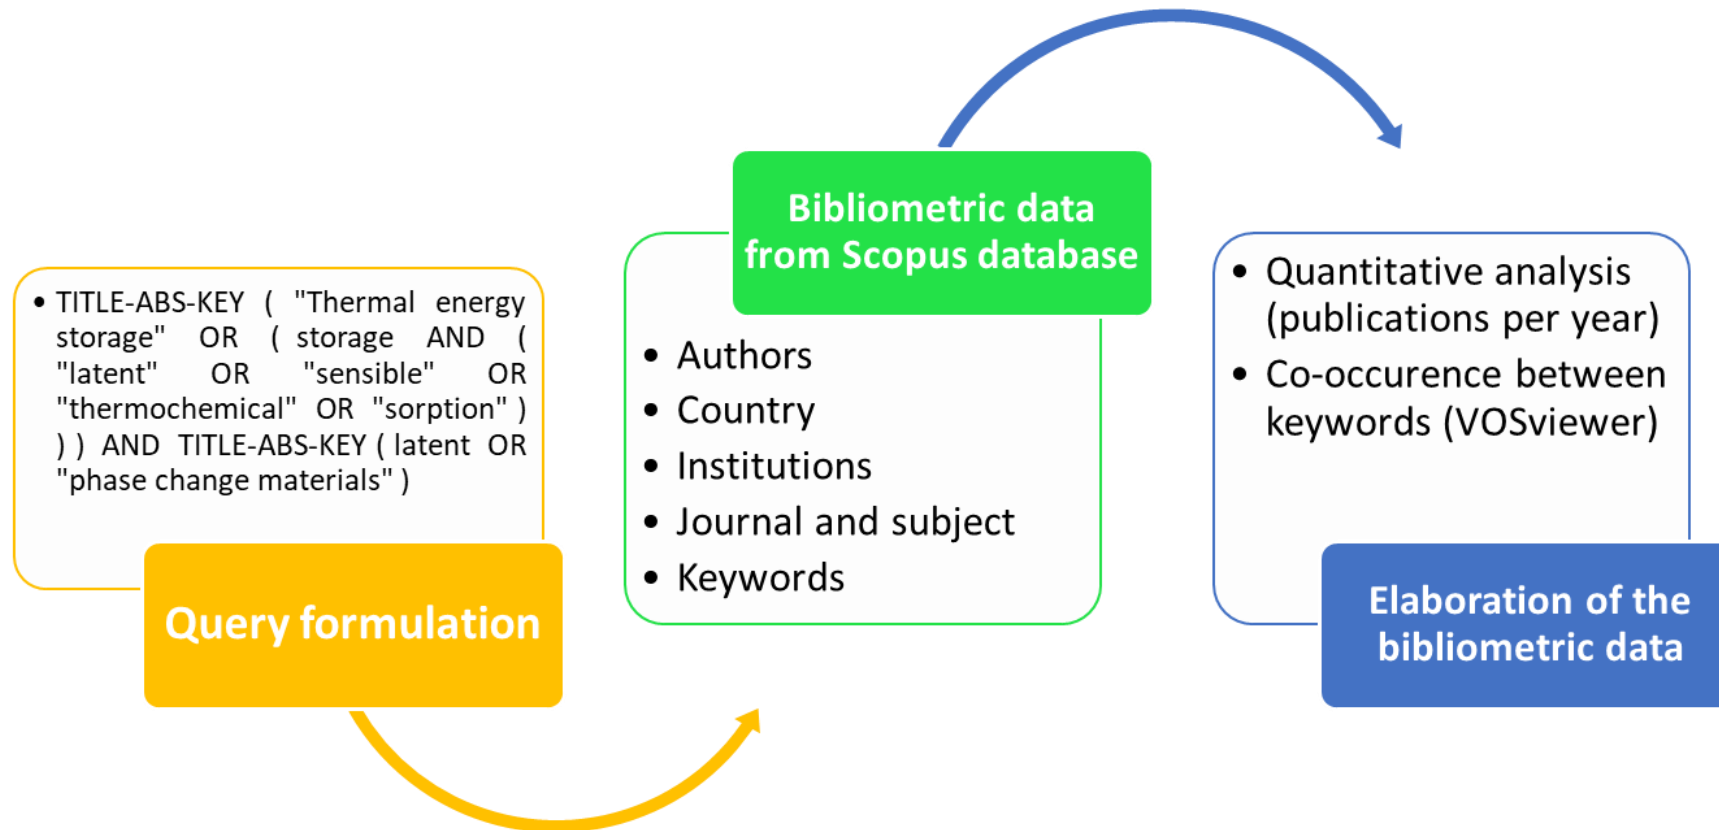 • TITLE-ABS-KEY ( "Thermal energy
storage" OR ( storage AND (
"latent" OR "sensible" OR
"thermochemical" OR "sorption" )
) ) AND TITLE-ABS-KEY ( latent OR
"phase change materials" )
Query formulation
Bibliometric data
from Scopus database
• Authors
• Country
• Institutions
• Journal and subject
• Keywords
• Quantitative analysis
(publications per year)
• Co-occurence between
keywords (VOSviewer)
Elaboration of the
bibliometric data